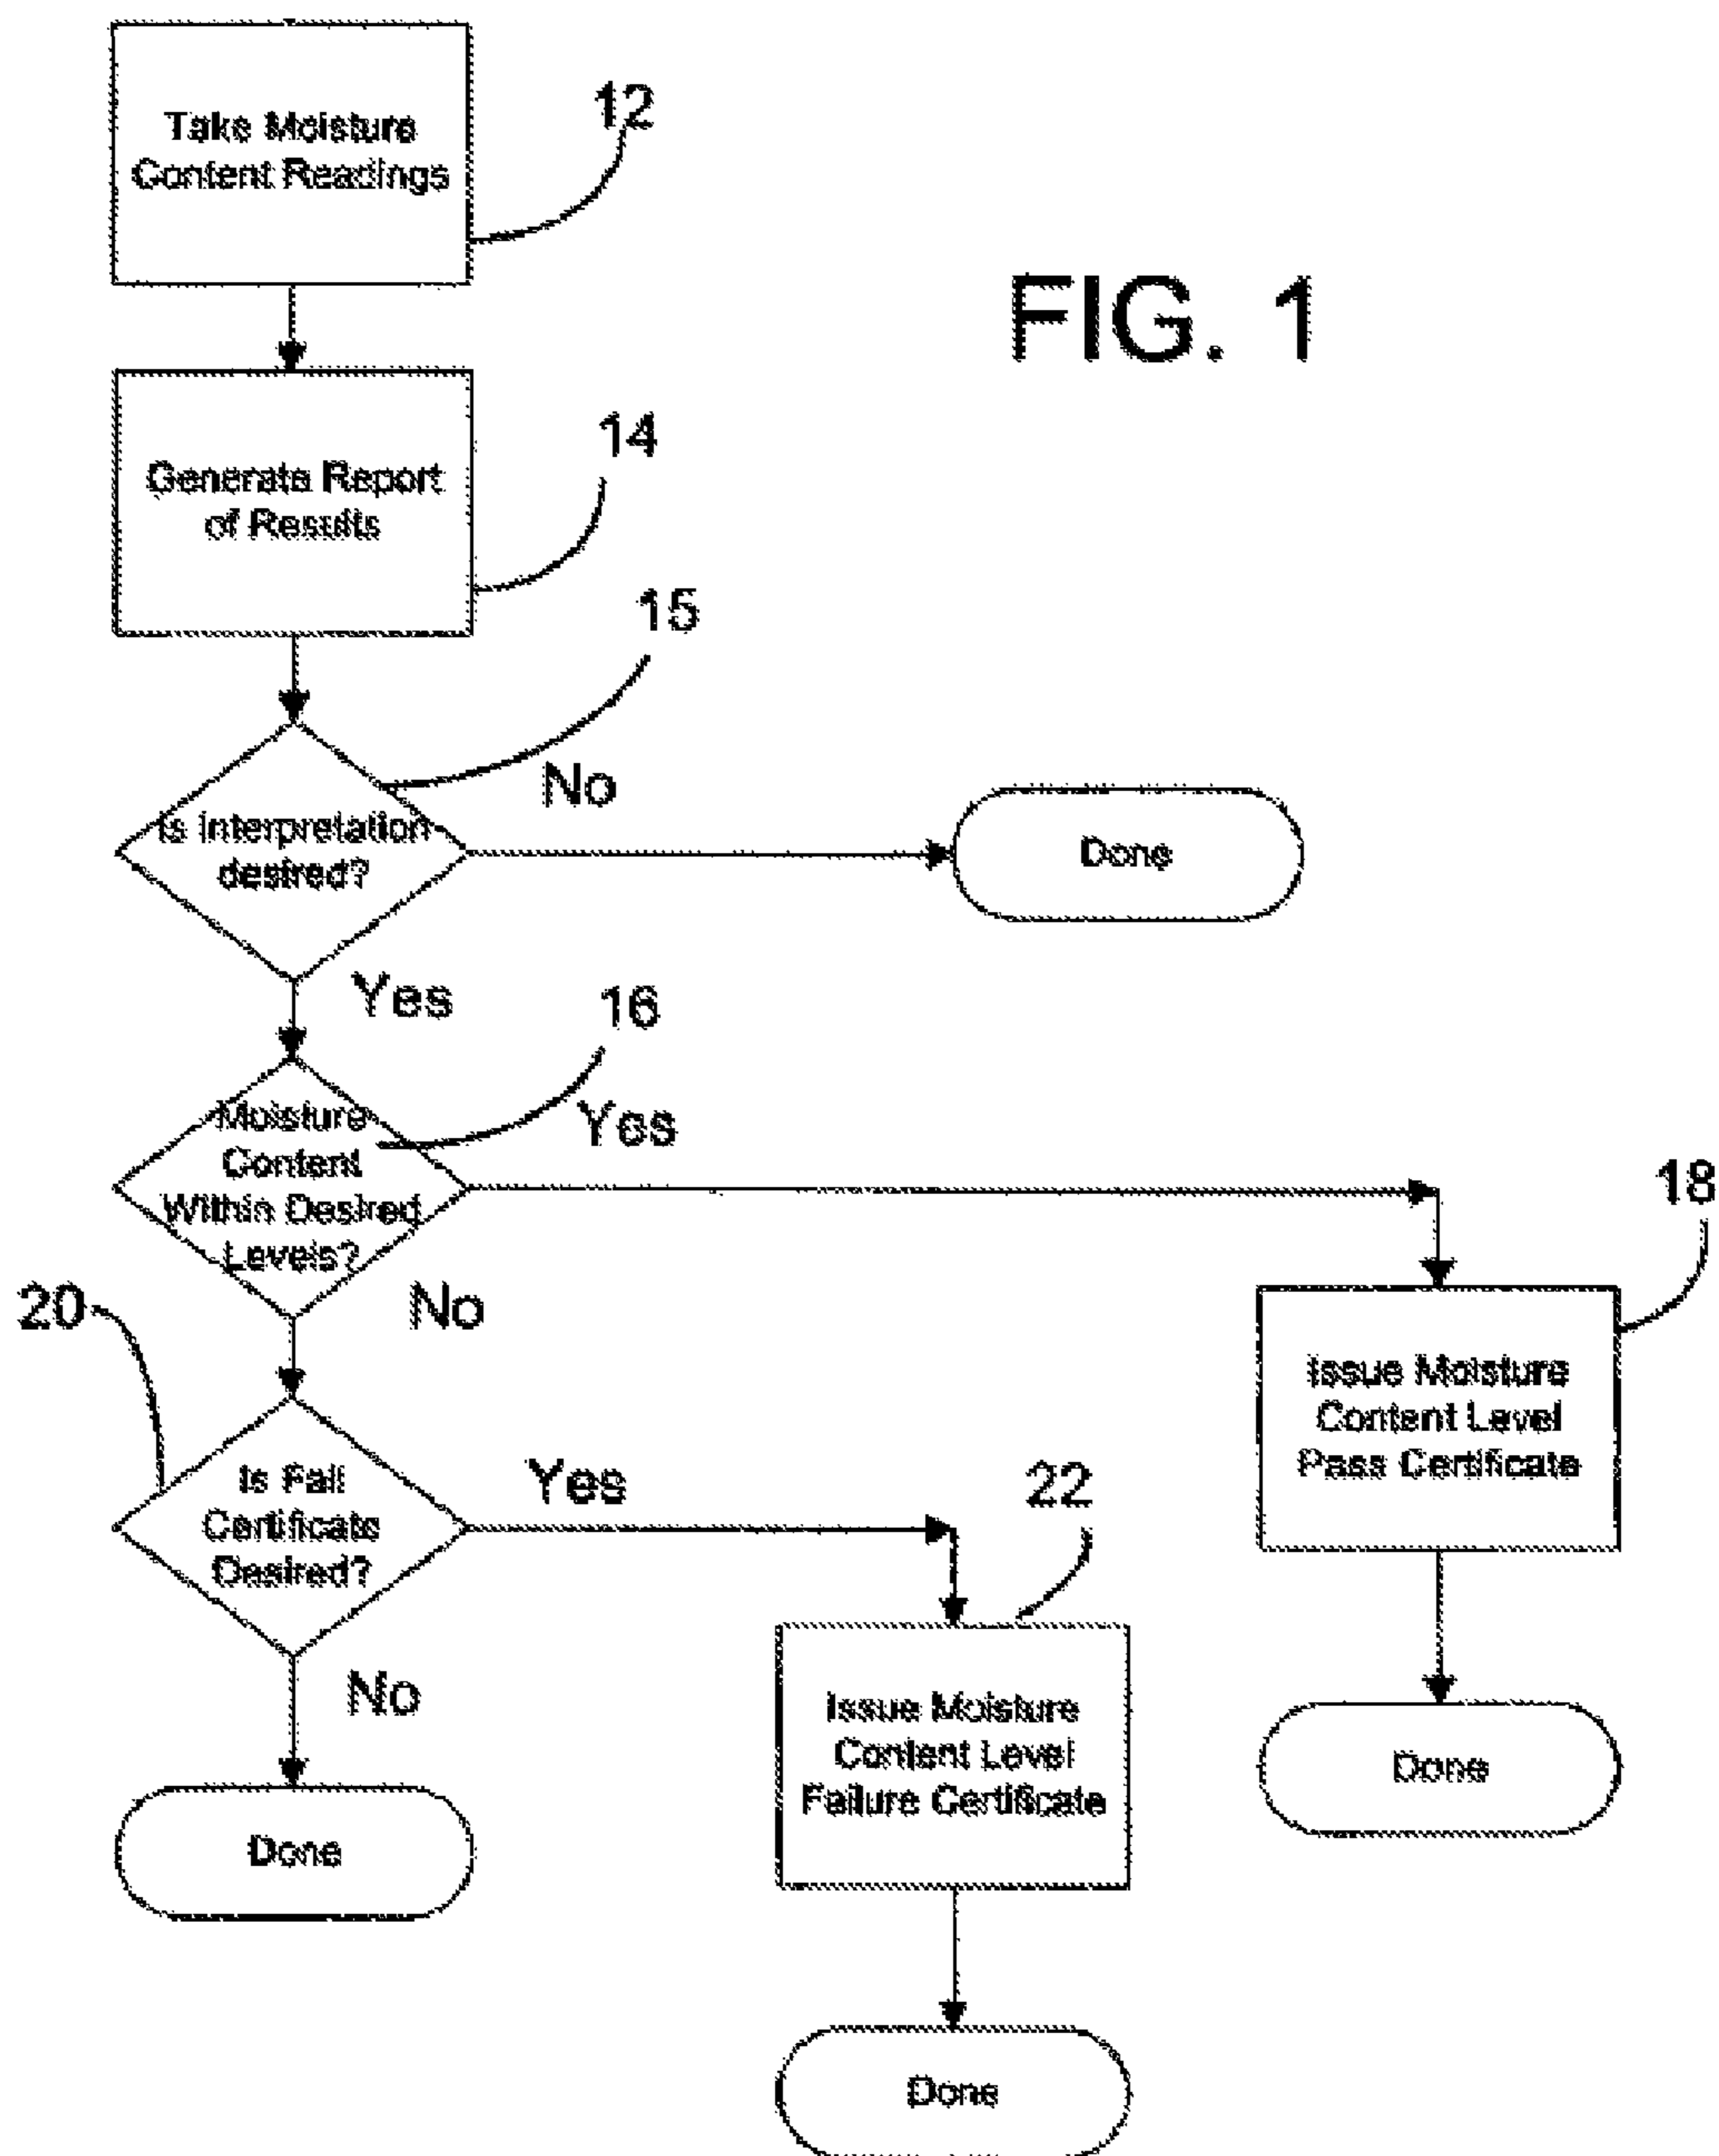 Take Moisture
Content Readings
12
FIG. 1
Generate Report
of Results
14
15
Is interpretation
desired?
No
Done
Yes
16
Moisture
Content
Within Desired
Levels?
Yes
18
No
20
Issue Moisture
Content Level
Pass Certificate
Is Fail
Certificate
Desired?
Yes
22
No
Issue Moisture
Content Level
Failure Certificate
Done
Done
Done